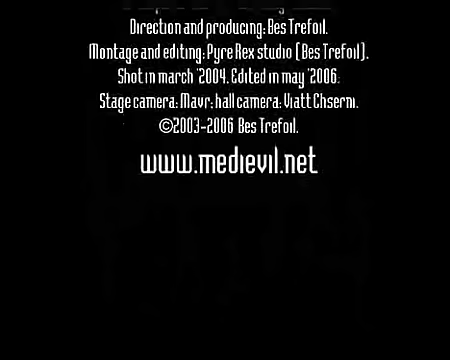 Direction and producing: Bes Trefoil.
Montage and editing: Pyre Rex studio (Bes Trefoil).
Shot in march '2004. Edited in may '2006.
Stage camera: Mavr; hall camera: Viatt Chserni.
©2003-2006 Bes Trefoil.
www.medievil.net